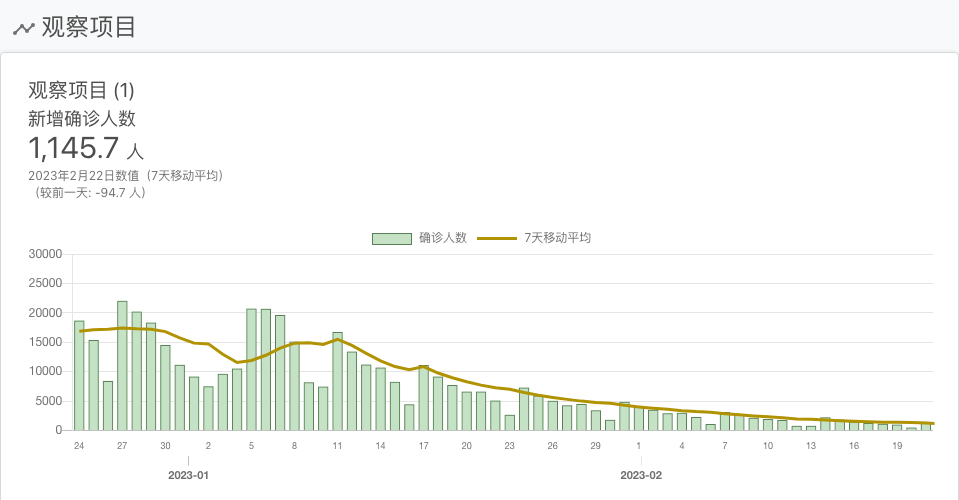 观察项目
观察项目 (1)
新增确诊人数
1,145.7 人
2023年2月22日数值（7天移动平均）
（较前一天: -94.7 人）
确诊人数 7天移动平均
30000
25000
20000
15000
10000
5000
0
24 27 30 2 5 8 11 14 17 20 23 26 29 1 4 7 10 13 16 19
2023-01 2023-02